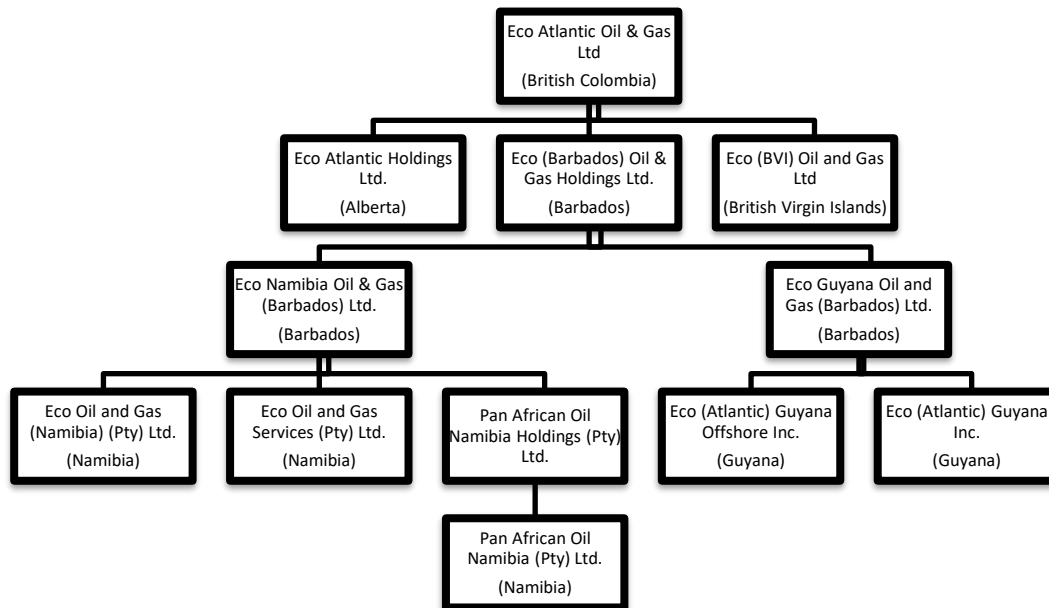 Eco Atlantic Oil & Gas
Ltd
(British Colombia)
Eco Atlantic Holdings
Ltd.
(Alberta)
Eco (Barbados) Oil &
Gas Holdings Ltd.
(Barbados)
Eco (BVI) Oil and Gas
Ltd
(British Virgin Islands)
Eco Namibia Oil & Gas
(Barbados) Ltd.
(Barbados)
Eco Guyana Oil and
Gas (Barbados) Ltd.
(Barbados)
Eco Oil and Gas
(Namibia) (Pty) Ltd.
(Namibia)
Eco Oil and Gas
Services (Pty) Ltd.
(Namibia)
Pan African Oil
Namibia Holdings (Pty)
Ltd.
Eco (Atlantic) Guyana
Offshore Inc.
(Guyana)
Eco (Atlantic) Guyana
Inc.
(Guyana)
Pan African Oil
Namibia (Pty) Ltd.
(Namibia)